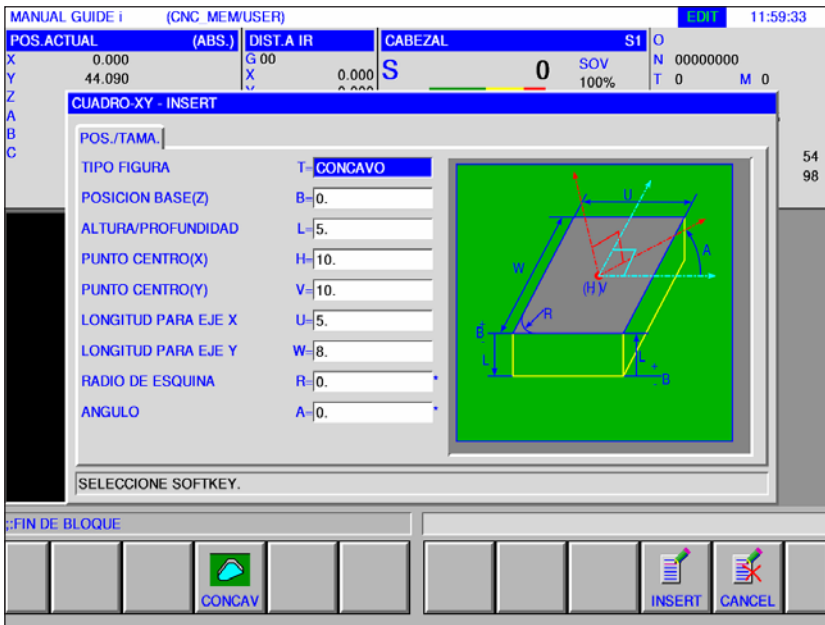 MANUAL GUIDE i (CNC_MEM/USER) EDIT 11:59:33
POS.ACTUAL (ABS.) DIST.A IR CABEZAL S1 O
X 0.000 G 00 S 0 SOV N 00000000
Y 44.090 X 0.000 100% T 0 M 0
Z
A
B
C
54
98
CUADRO-XY - INSERT
POS./TAMA.
TIPO FIGURA T=CONCAVO
POSICION BASE(Z) B=0.
ALTURA/PROFUNDIDAD L=5.
PUNTO CENTRO(X) H=10.
PUNTO CENTRO(Y) V=10.
LONGITUD PARA EJE X U=5.
LONGITUD PARA EJE Y W=8.
RADIO DE ESQUINA R=0. *
ANGULO A=0. *
U
A
W
(H,)V
R
+
B
-
L
L
+
- B
SELECCIONE SOFTKEY.
;:FIN DE BLOQUE
CONCAV INSERT CANCEL